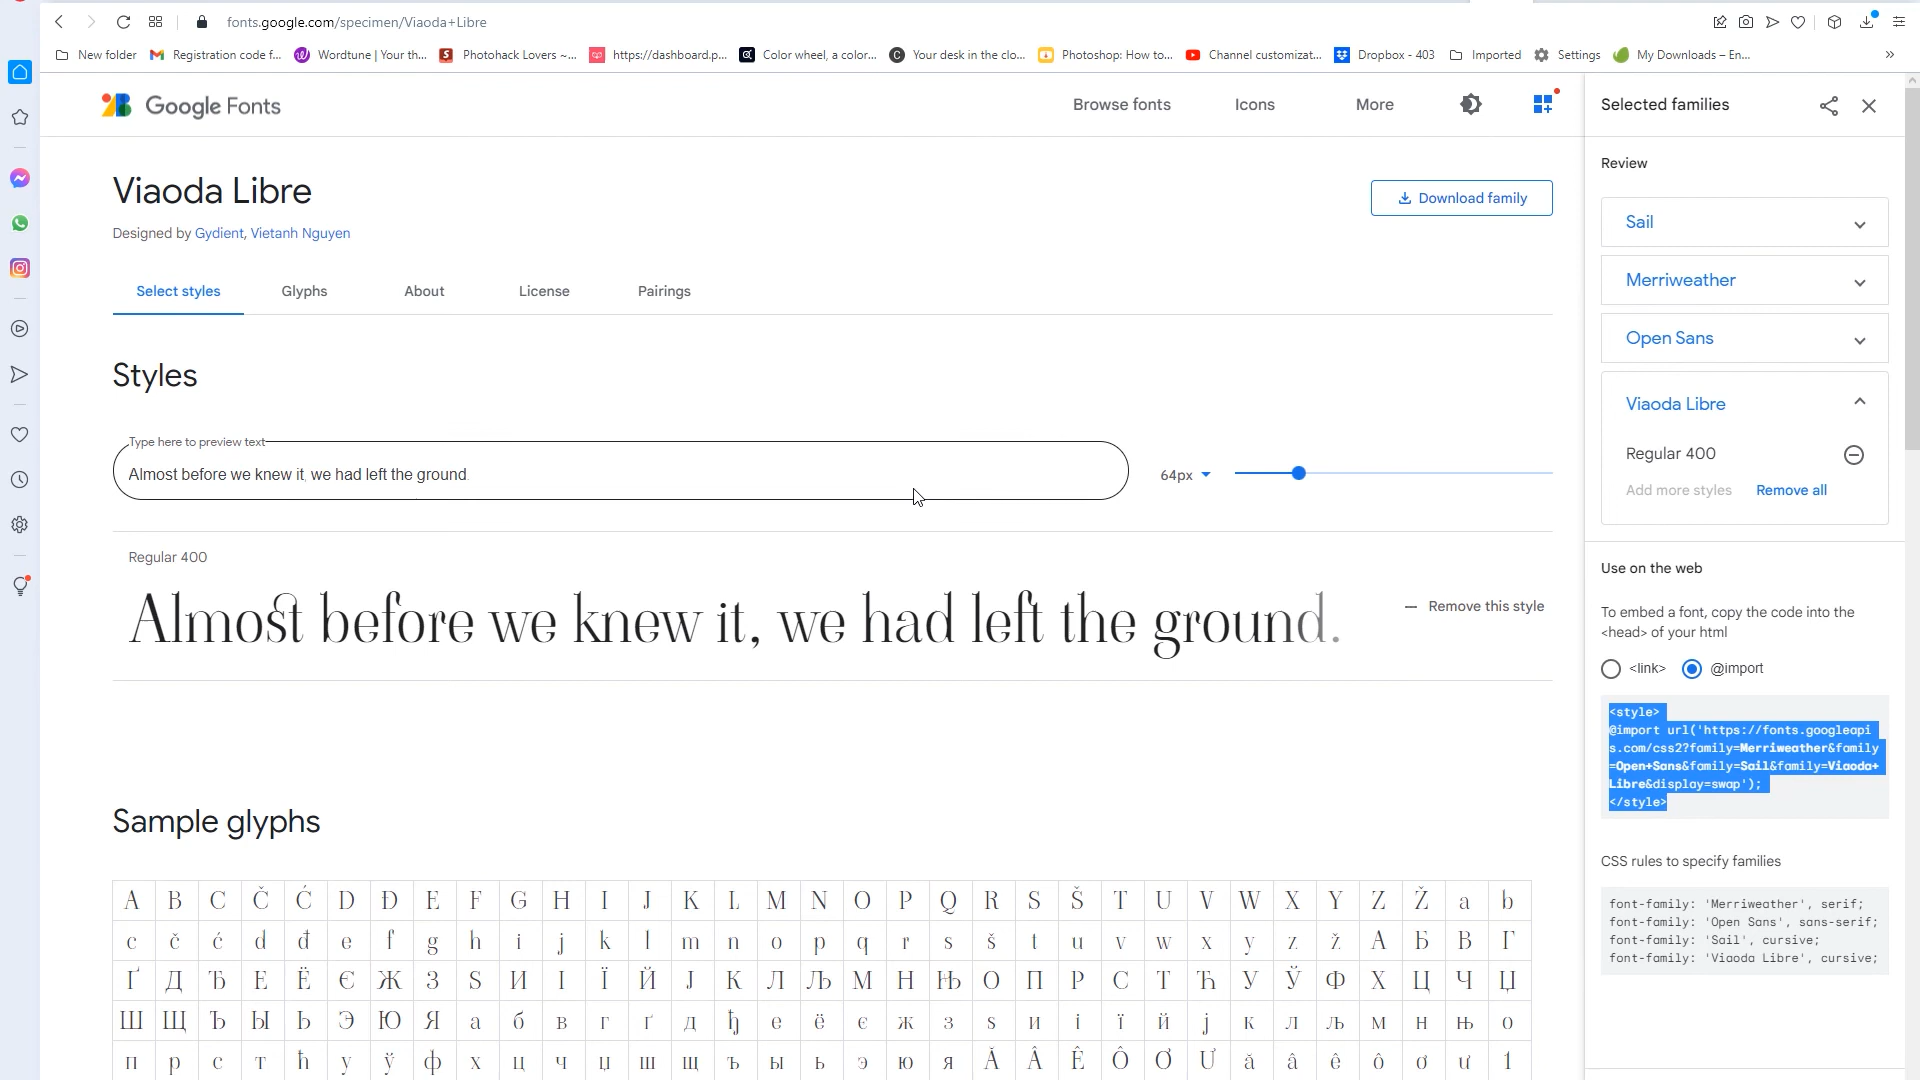 fonts.google.com/specimen/Viaoda+Libre
New folder
Registration code f...
Wordtune | Your th...
Photohack Lovers ~...
https://dashboard.p...
Color wheel, a color...
Your desk in the clo...
Photoshop: How to...
Channel customizat...
Dropbox - 403
Imported
Settings
My Downloads – En...
Google Fonts
Browse fonts
Icons
More
Viaoda Libre
Download family
Designed by Gydient, Vietanh Nguyen
Select styles
Glyphs
About
License
Pairings
Styles
Type here to preview text
Almost before we knew it, we had left the ground.
64px
Regular 400
Almost before we knew it, we had left the ground.
Remove this style
Sample glyphs
A B C Č Ć D Đ E F G H I J K L M N O P Q R S Š T U V W X Y Z Ž a b
c č ć d đ e f g h i j k l m n o p q r s š t u v w x y z ž А Б В Г
Ґ Д Ђ Е Ё Є Ж З Ѕ И І Ї Й Ј К Л Љ М Н Њ О П Р С Т Ћ У Ў Ф Х Ц Ч Џ
Ш Щ Ъ Ы Ь Э Ю Я а б в г ґ д ђ е ё є ж з ѕ и і ї й ј к л љ м н њ о
п р с т ћ у ў ф х ц ч џ ш щ ъ ы ь э ю я Ă Â Ê Ô Ơ Ư ă â ê ô ơ ư 1
Selected families
Review
Sail
Merriweather
Open Sans
Viaoda Libre
Regular 400
Add more styles
Remove all
Use on the web
To embed a font, copy the code into the
<head> of your html
<link>
@import
<style>
@import url('https://fonts.googleapi
s.com/css2?family=Merriweather&family
=Open+Sans&family=Sail&family=Viaoda+
Libre&display=swap');
</style>
CSS rules to specify families
font-family: 'Merriweather', serif;
font-family: 'Open Sans', sans-serif;
font-family: 'Sail', cursive;
font-family: 'Viaoda Libre', cursive;